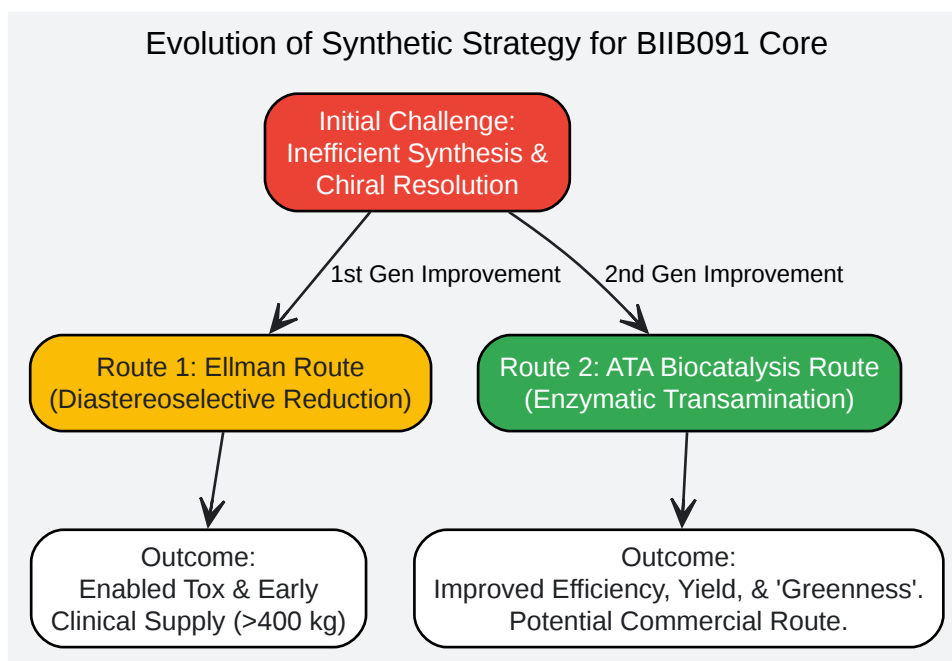 Evolution of Synthetic Strategy for BIIB091 Core
Initial Challenge:
Inefficient Synthesis &
Chiral Resolution
1st Gen Improvement
2nd Gen Improvement
Route 1: Ellman Route
(Diastereoselective Reduction)
Route 2: ATA Biocatalysis Route
(Enzymatic Transamination)
Outcome:
Enabled Tox & Early
Clinical Supply (>400 kg)
Outcome:
Improved Efficiency, Yield, & 'Greenness'.
Potential Commercial Route.